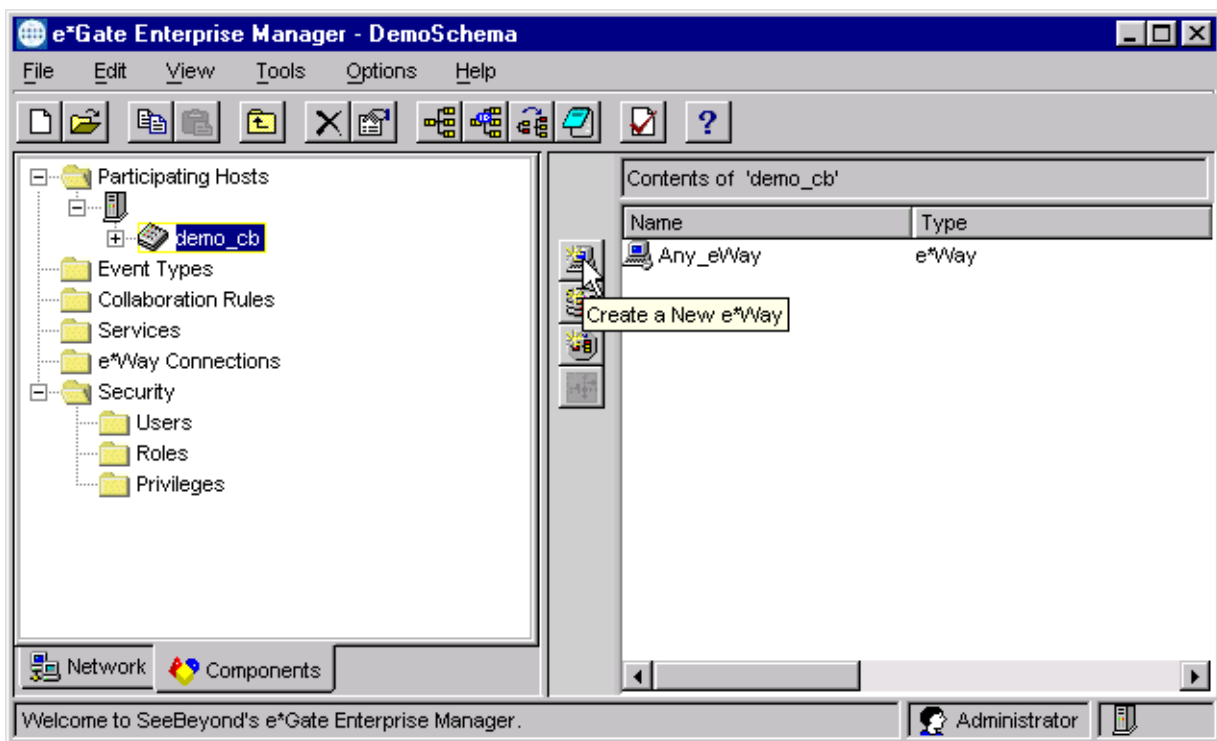 e*Gate Enterprise Manager - DemoSchema
File Edit View Tools Options Help
?
Participating Hosts
demo_cb
Event Types
Collaboration Rules
Services
e*Way Connections
Security
Users
Roles
Privileges
Network Components
Contents of 'demo_cb'
Name Type
Any_eWay e*Way
Create a New e*Way
Welcome to SeeBeyond's e*Gate Enterprise Manager. Administrator